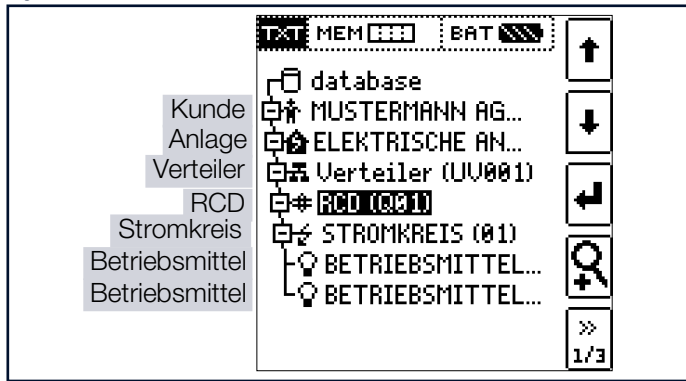 TXT MEM BAT
database
Kunde MUSTERMANN AG...
Anlage ELEKTRISCHE AN...
Verteiler Verteiler (UV001)
RCD RCD (Q01)
Stromkreis STROMKREIS (01)
Betriebsmittel BETRIEBSMITTEL...
Betriebsmittel BETRIEBSMITTEL...
»
1/3